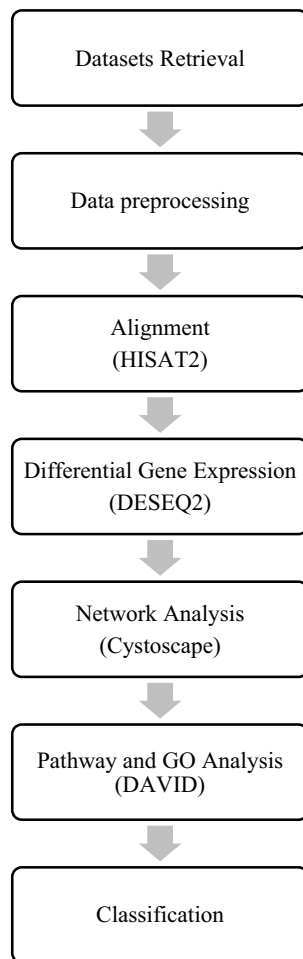 Datasets Retrieval
Data preprocessing
Alignment
(HISAT2)
Differential Gene Expression
(DESEQ2)
Network Analysis
(Cystoscape)
Pathway and GO Analysis
(DAVID)
Classification